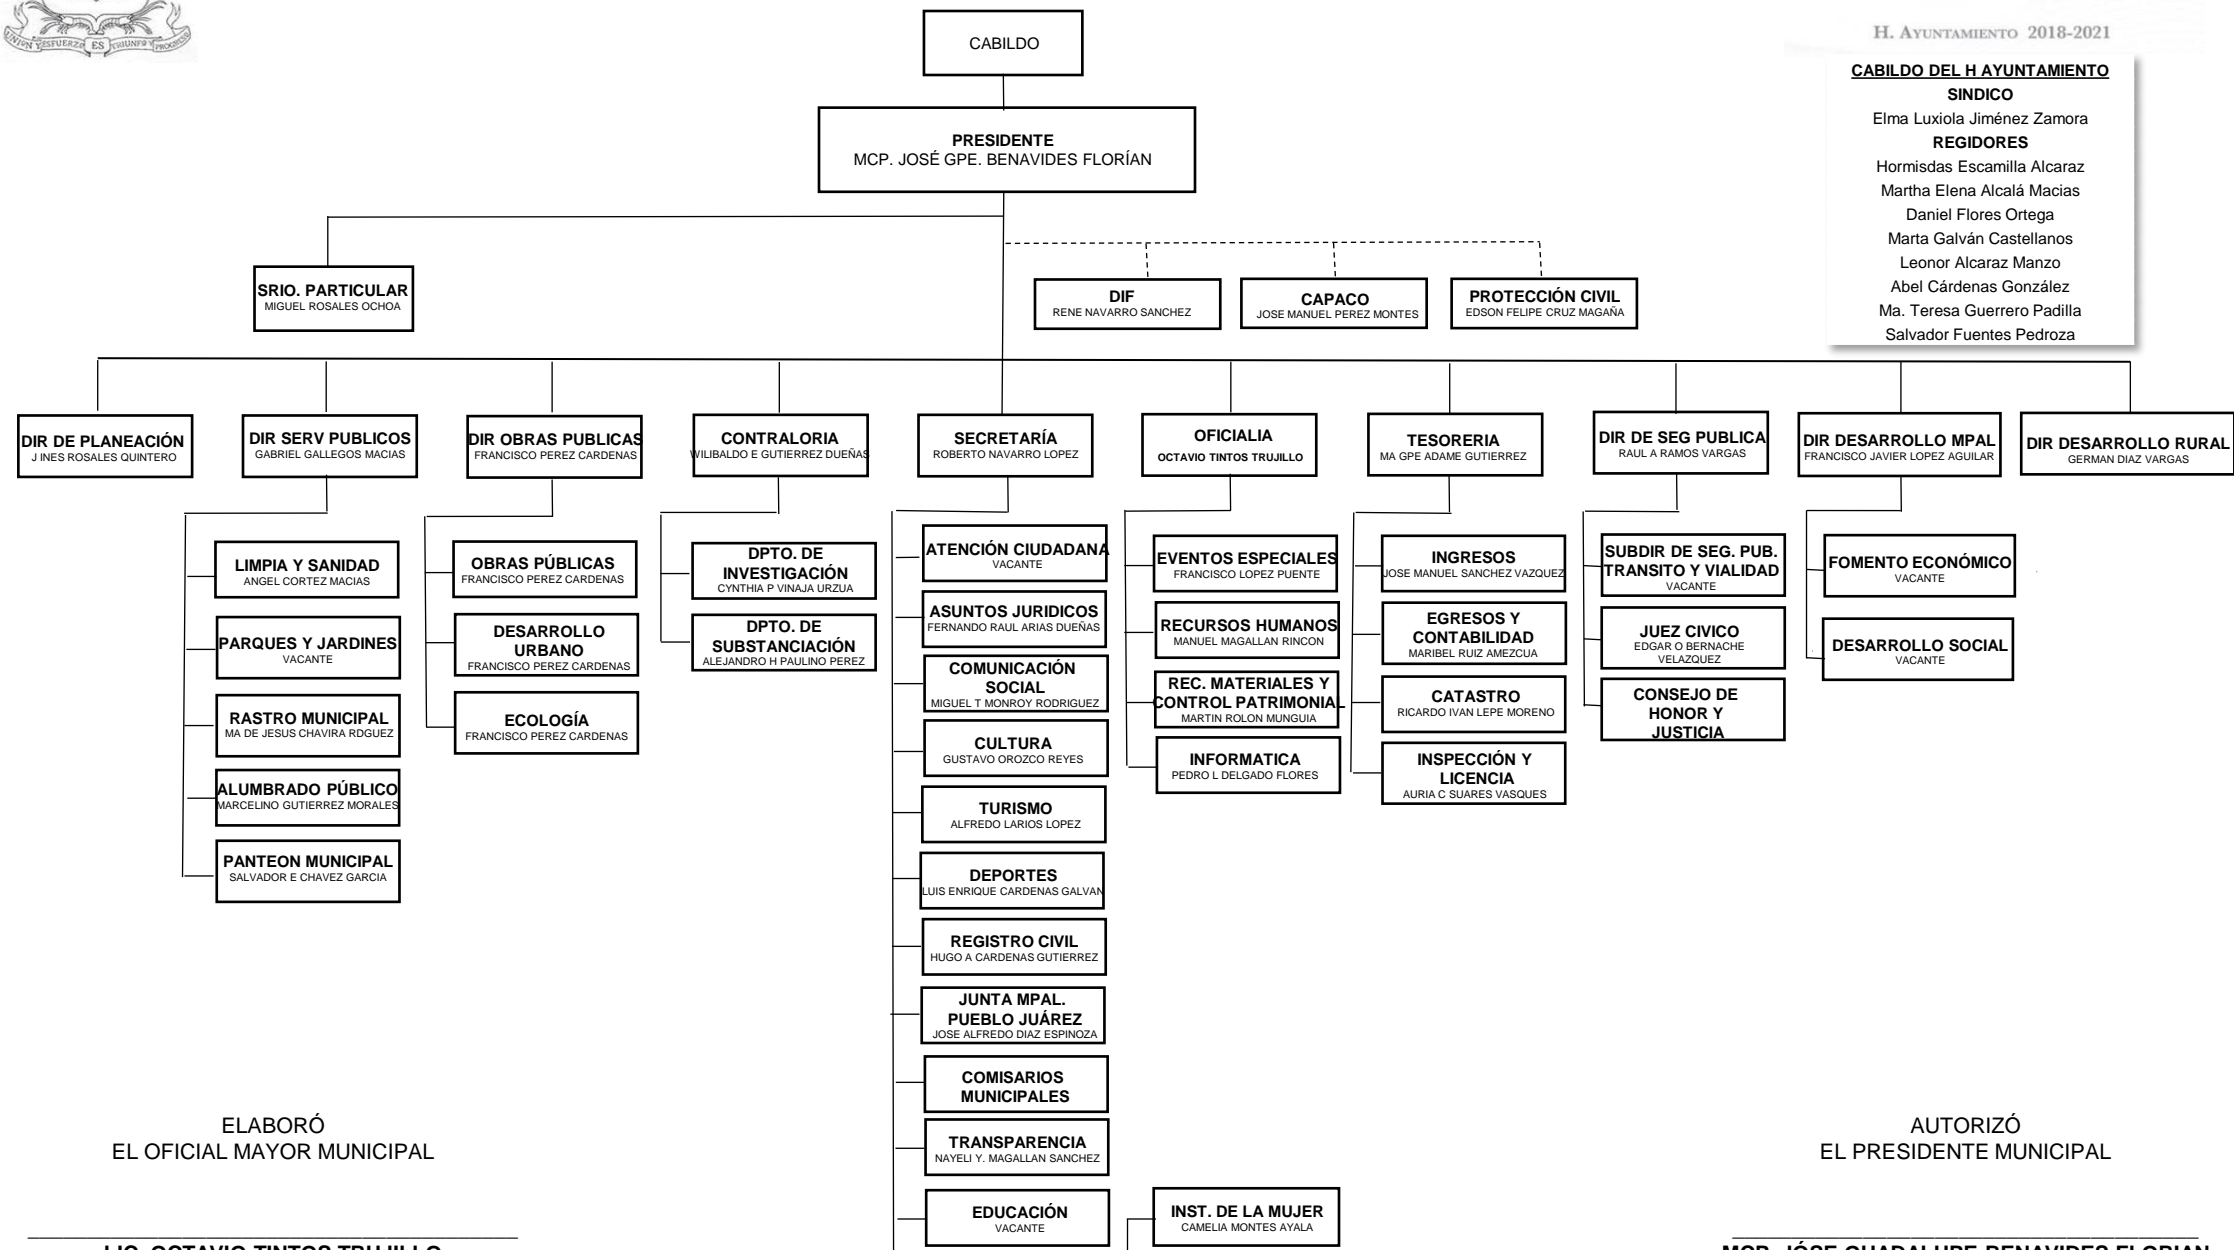 UNION Y ESFUERZO ES TRIUNFO Y PROGRESO
H. AYUNTAMIENTO 2018-2021
CABILDO
PRESIDENTE
MCP. JOSÉ GPE. BENAVIDES FLORÍAN
CABILDO DEL H AYUNTAMIENTO
SINDICO
Elma Luxiola Jiménez Zamora
REGIDORES
Hormisdas Escamilla Alcaraz
Martha Elena Alcalá Macias
Daniel Flores Ortega
Marta Galván Castellanos
Leonor Alcaraz Manzo
Abel Cárdenas González
Ma. Teresa Guerrero Padilla
Salvador Fuentes Pedroza
SRIO. PARTICULAR
MIGUEL ROSALES OCHOA
DIF
RENE NAVARRO SANCHEZ
CAPACO
JOSE MANUEL PEREZ MONTES
PROTECCIÓN CIVIL
EDSON FELIPE CRUZ MAGAÑA
DIR DE PLANEACIÓN
J INES ROSALES QUINTERO
DIR SERV PUBLICOS
GABRIEL GALLEGOS MACIAS
DIR OBRAS PUBLICAS
FRANCISCO PEREZ CARDENAS
CONTRALORIA
WILIBALDO E GUTIERREZ DUEÑAS
SECRETARÍA
ROBERTO NAVARRO LOPEZ
OFICIALIA
OCTAVIO TINTOS TRUJILLO
TESORERIA
MA GPE ADAME GUTIERREZ
DIR DE SEG PUBLICA
RAUL A RAMOS VARGAS
DIR DESARROLLO MPAL
FRANCISCO JAVIER LOPEZ AGUILAR
DIR DESARROLLO RURAL
GERMAN DIAZ VARGAS
LIMPIA Y SANIDAD
ANGEL CORTEZ MACIAS
PARQUES Y JARDINES
VACANTE
RASTRO MUNICIPAL
MA DE JESUS CHAVIRA RDGUEZ
ALUMBRADO PÚBLICO
MARCELINO GUTIERREZ MORALES
PANTEON MUNICIPAL
SALVADOR E CHAVEZ GARCIA
OBRAS PÚBLICAS
FRANCISCO PEREZ CARDENAS
DESARROLLO
URBANO
FRANCISCO PEREZ CARDENAS
ECOLOGÍA
FRANCISCO PEREZ CARDENAS
DPTO. DE
INVESTIGACIÓN
CYNTHIA P VINAJA URZUA
DPTO. DE
SUBSTANCIACIÓN
ALEJANDRO H PAULINO PEREZ
ATENCIÓN CIUDADANA
VACANTE
ASUNTOS JURIDICOS
FERNANDO RAUL ARIAS DUEÑAS
COMUNICACIÓN
SOCIAL
MIGUEL T MONROY RODRIGUEZ
CULTURA
GUSTAVO OROZCO REYES
TURISMO
ALFREDO LARIOS LOPEZ
DEPORTES
LUIS ENRIQUE CARDENAS GALVAN
REGISTRO CIVIL
HUGO A CARDENAS GUTIERREZ
JUNTA MPAL.
PUEBLO JUÁREZ
JOSE ALFREDO DIAZ ESPINOZA
COMISARIOS
MUNICIPALES
TRANSPARENCIA
NAYELI Y. MAGALLAN SANCHEZ
EDUCACIÓN
VACANTE
EVENTOS ESPECIALES
FRANCISCO LOPEZ PUENTE
RECURSOS HUMANOS
MANUEL MAGALLAN RINCON
REC. MATERIALES Y
CONTROL PATRIMONIAL
MARTIN ROLON MUNGUIA
INFORMATICA
PEDRO L DELGADO FLORES
INST. DE LA MUJER
CAMELIA MONTES AYALA
INGRESOS
JOSE MANUEL SANCHEZ VAZQUEZ
EGRESOS Y
CONTABILIDAD
MARIBEL RUIZ AMEZCUA
CATASTRO
RICARDO IVAN LEPE MORENO
INSPECCIÓN Y
LICENCIA
AURIA C SUARES VASQUES
SUBDIR DE SEG. PUB.
TRANSITO Y VIALIDAD
VACANTE
JUEZ CIVICO
EDGAR O BERNACHE
VELAZQUEZ
CONSEJO DE
HONOR Y
JUSTICIA
FOMENTO ECONÓMICO
VACANTE
DESARROLLO SOCIAL
VACANTE
ELABORÓ
EL OFICIAL MAYOR MUNICIPAL
LIC. OCTAVIO TINTOS TRUJILLO
AUTORIZÓ
EL PRESIDENTE MUNICIPAL
MCP. JÓSE GUADALUPE BENAVIDES FLORIAN